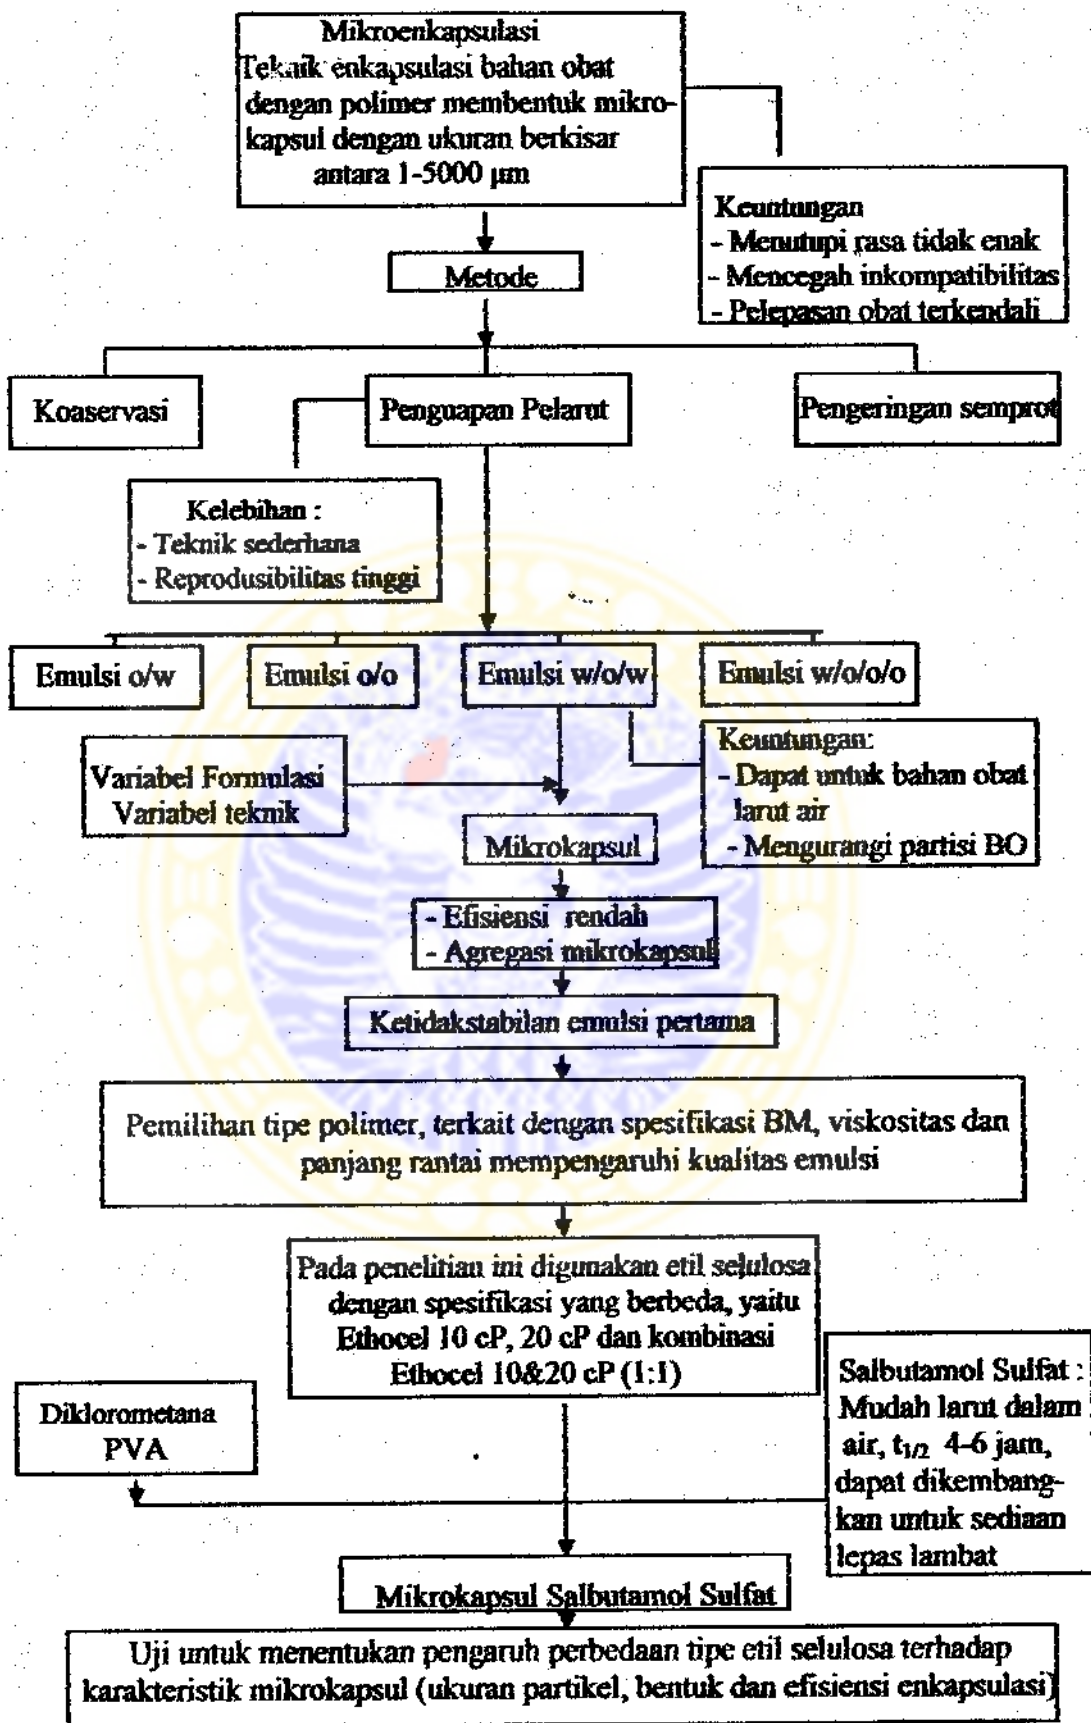 Mikroenkapsulasi
Teknik enkapsulasi bahan obat
dengan polimer membentuk mikro-
kapsul dengan ukuran berkisar
antara 1-5000 µm
Keuntungan
- Menutupi rasa tidak enak
- Mencegah inkompatibilitas
- Pelepasan obat terkendali
Metode
Koaservasi
Penguapan Pelarut
Pengeringan semprot
Kelebihan :
- Teknik sederhana
- Reprodusibilitas tinggi
Emulsi o/w
Emulsi o/o
Emulsi w/o/w
Emulsi w/o/o/o
Keuntungan:
- Dapat untuk bahan obat
larut air
- Mengurangi partisi BO
Variabel Formulasi
Variabel teknik
Mikrokapsul
- Efisiensi rendah
- Agregasi mikrokapsul
Ketidakstabilan emulsi pertama
Pemilihan tipe polimer, terkait dengan spesifikasi BM, viskositas dan
panjang rantai mempengaruhi kualitas emulsi
Pada penelitian ini digunakan etil selulosa
dengan spesifikasi yang berbeda, yaitu
Ethocel 10 cP, 20 cP dan kombinasi
Ethocel 10&20 cP (1:1)
Diklorometana
PVA
Salbutamol Sulfat :
Mudah larut dalam
air, t1/2 4-6 jam,
dapat dikembang-
kan untuk sediaan
lepas lambat
Mikrokapsul Salbutamol Sulfat
Uji untuk menentukan pengaruh perbedaan tipe etil selulosa terhadap
karakteristik mikrokapsul (ukuran partikel, bentuk dan efisiensi enkapsulasi)